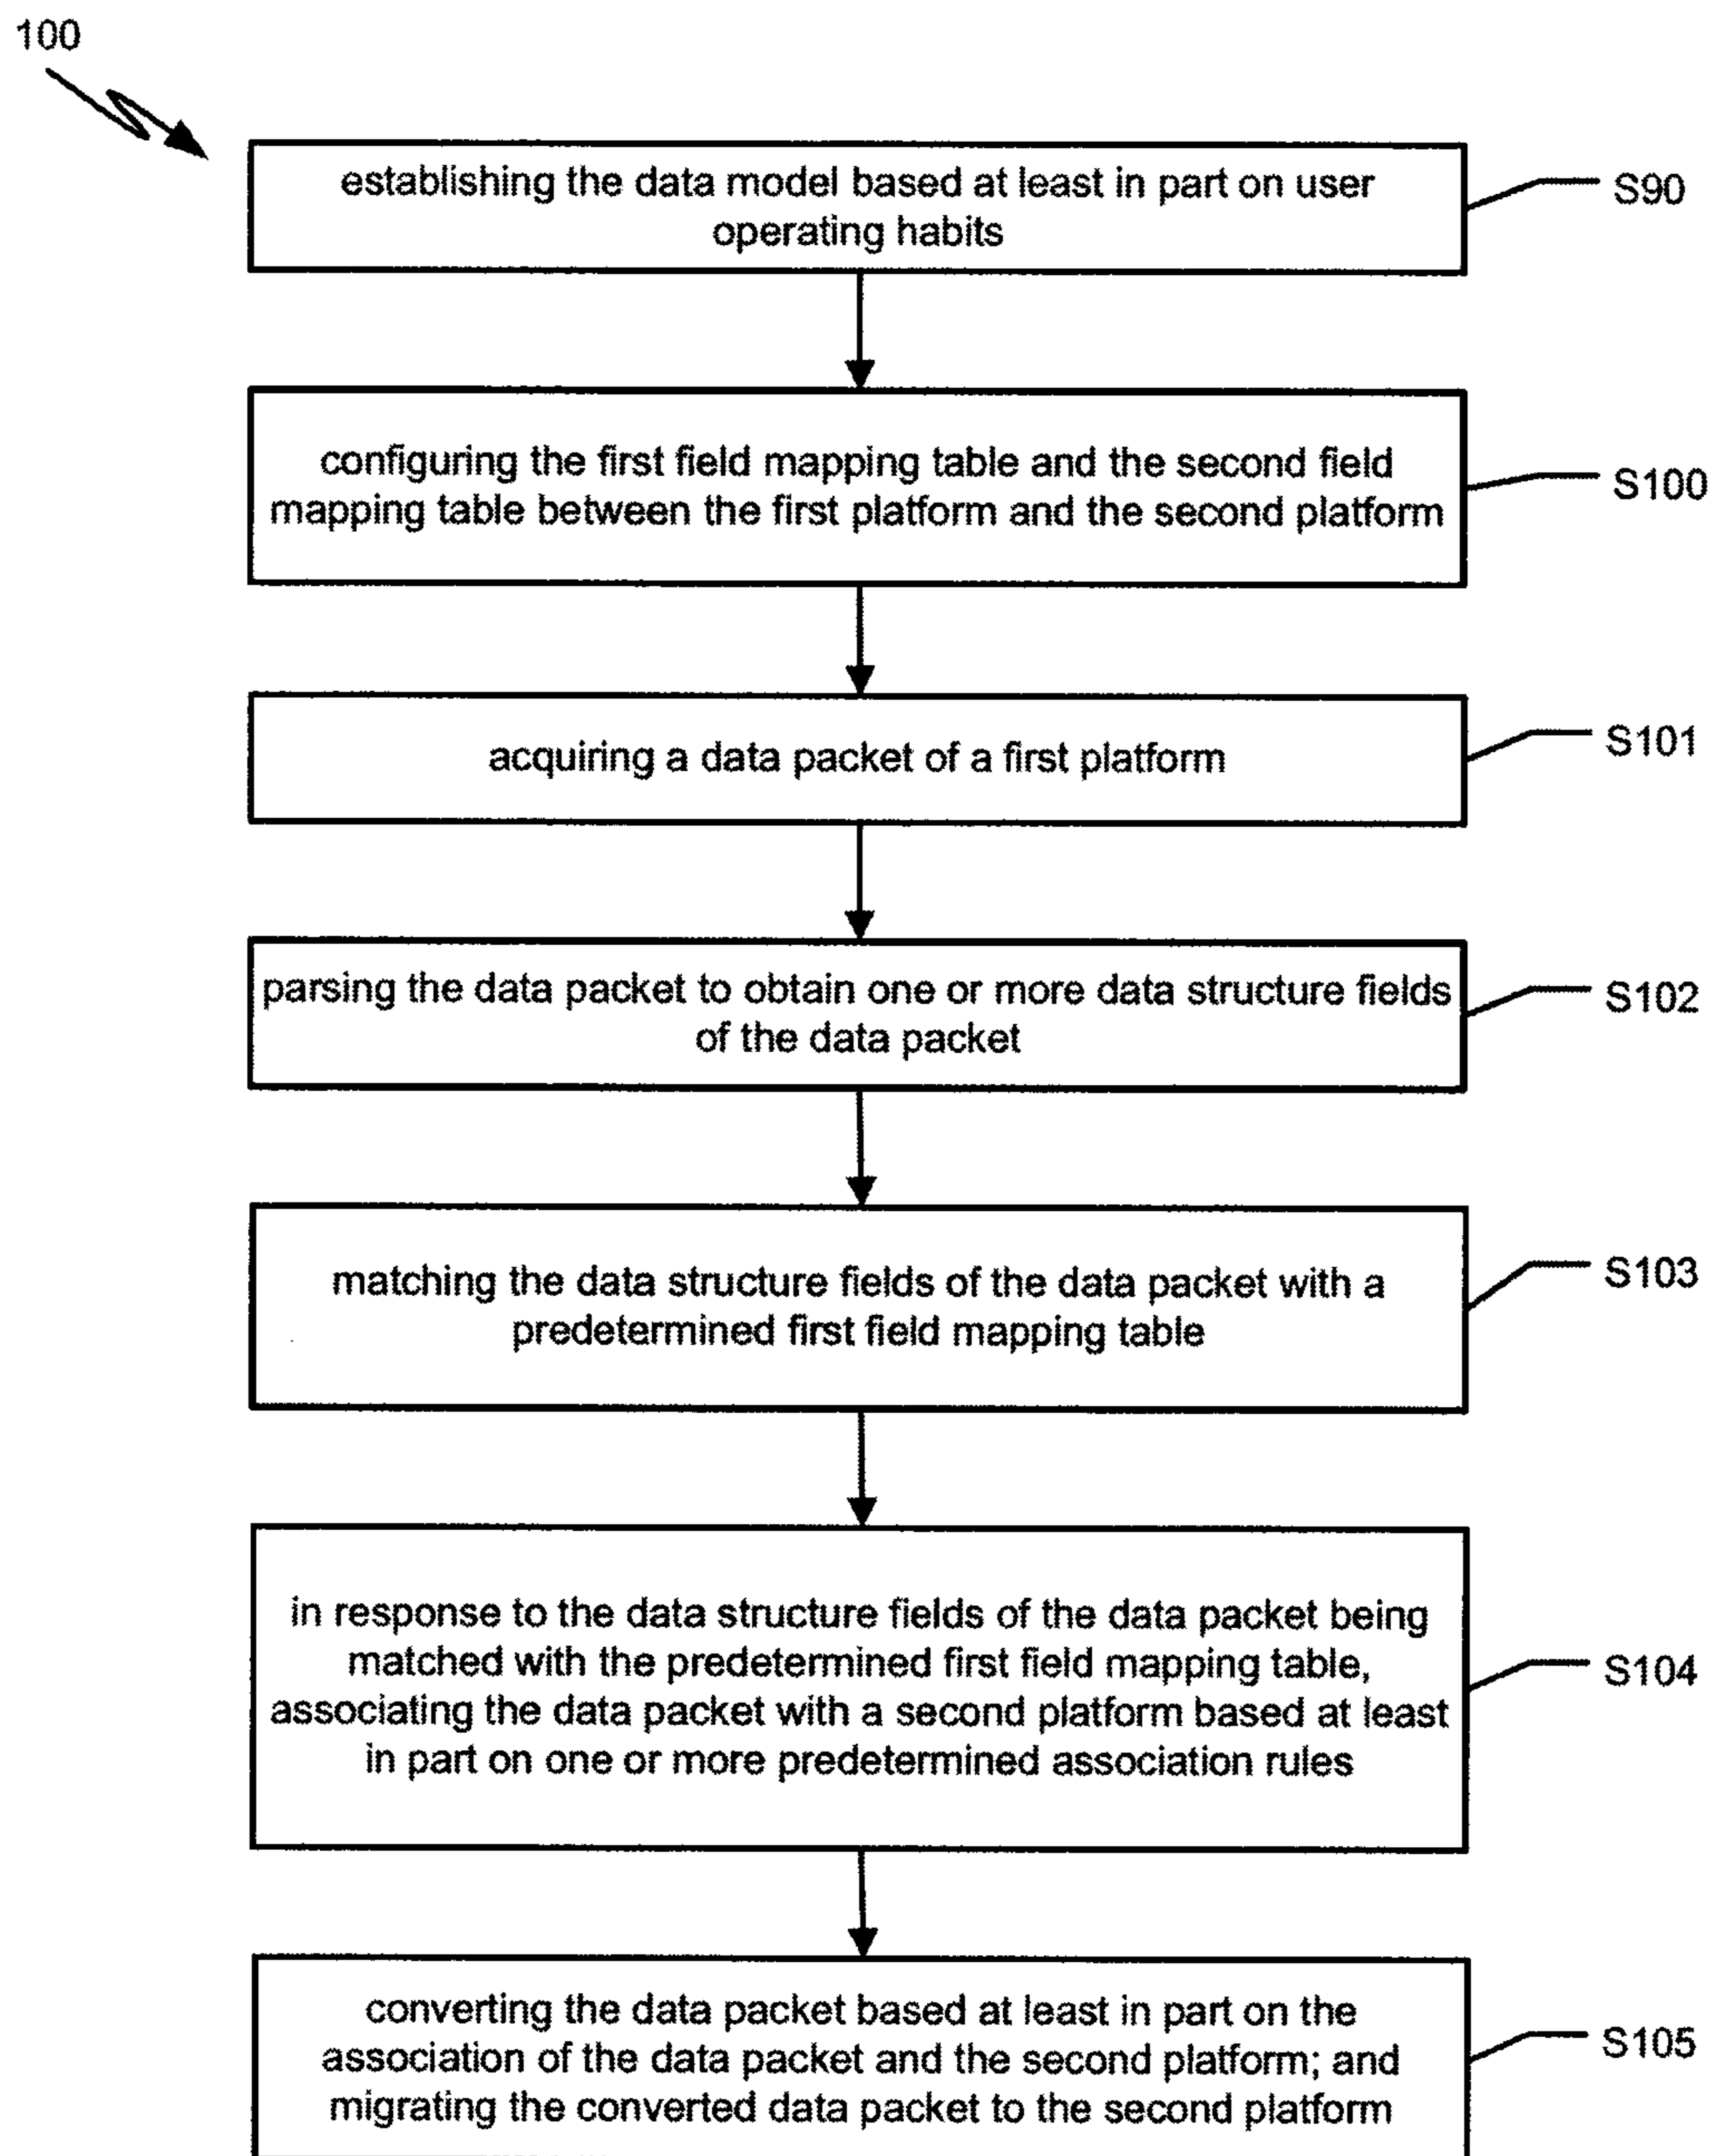 100
establishing the data model based at least in part on user
operating habits
S90
configuring the first field mapping table and the second field
mapping table between the first platform and the second platform
S100
acquiring a data packet of a first platform
S101
parsing the data packet to obtain one or more data structure fields
of the data packet
S102
matching the data structure fields of the data packet with a
predetermined first field mapping table
S103
in response to the data structure fields of the data packet being
matched with the predetermined first field mapping table,
associating the data packet with a second platform based at least
in part on one or more predetermined association rules
S104
converting the data packet based at least in part on the
association of the data packet and the second platform; and
migrating the converted data packet to the second platform
S105